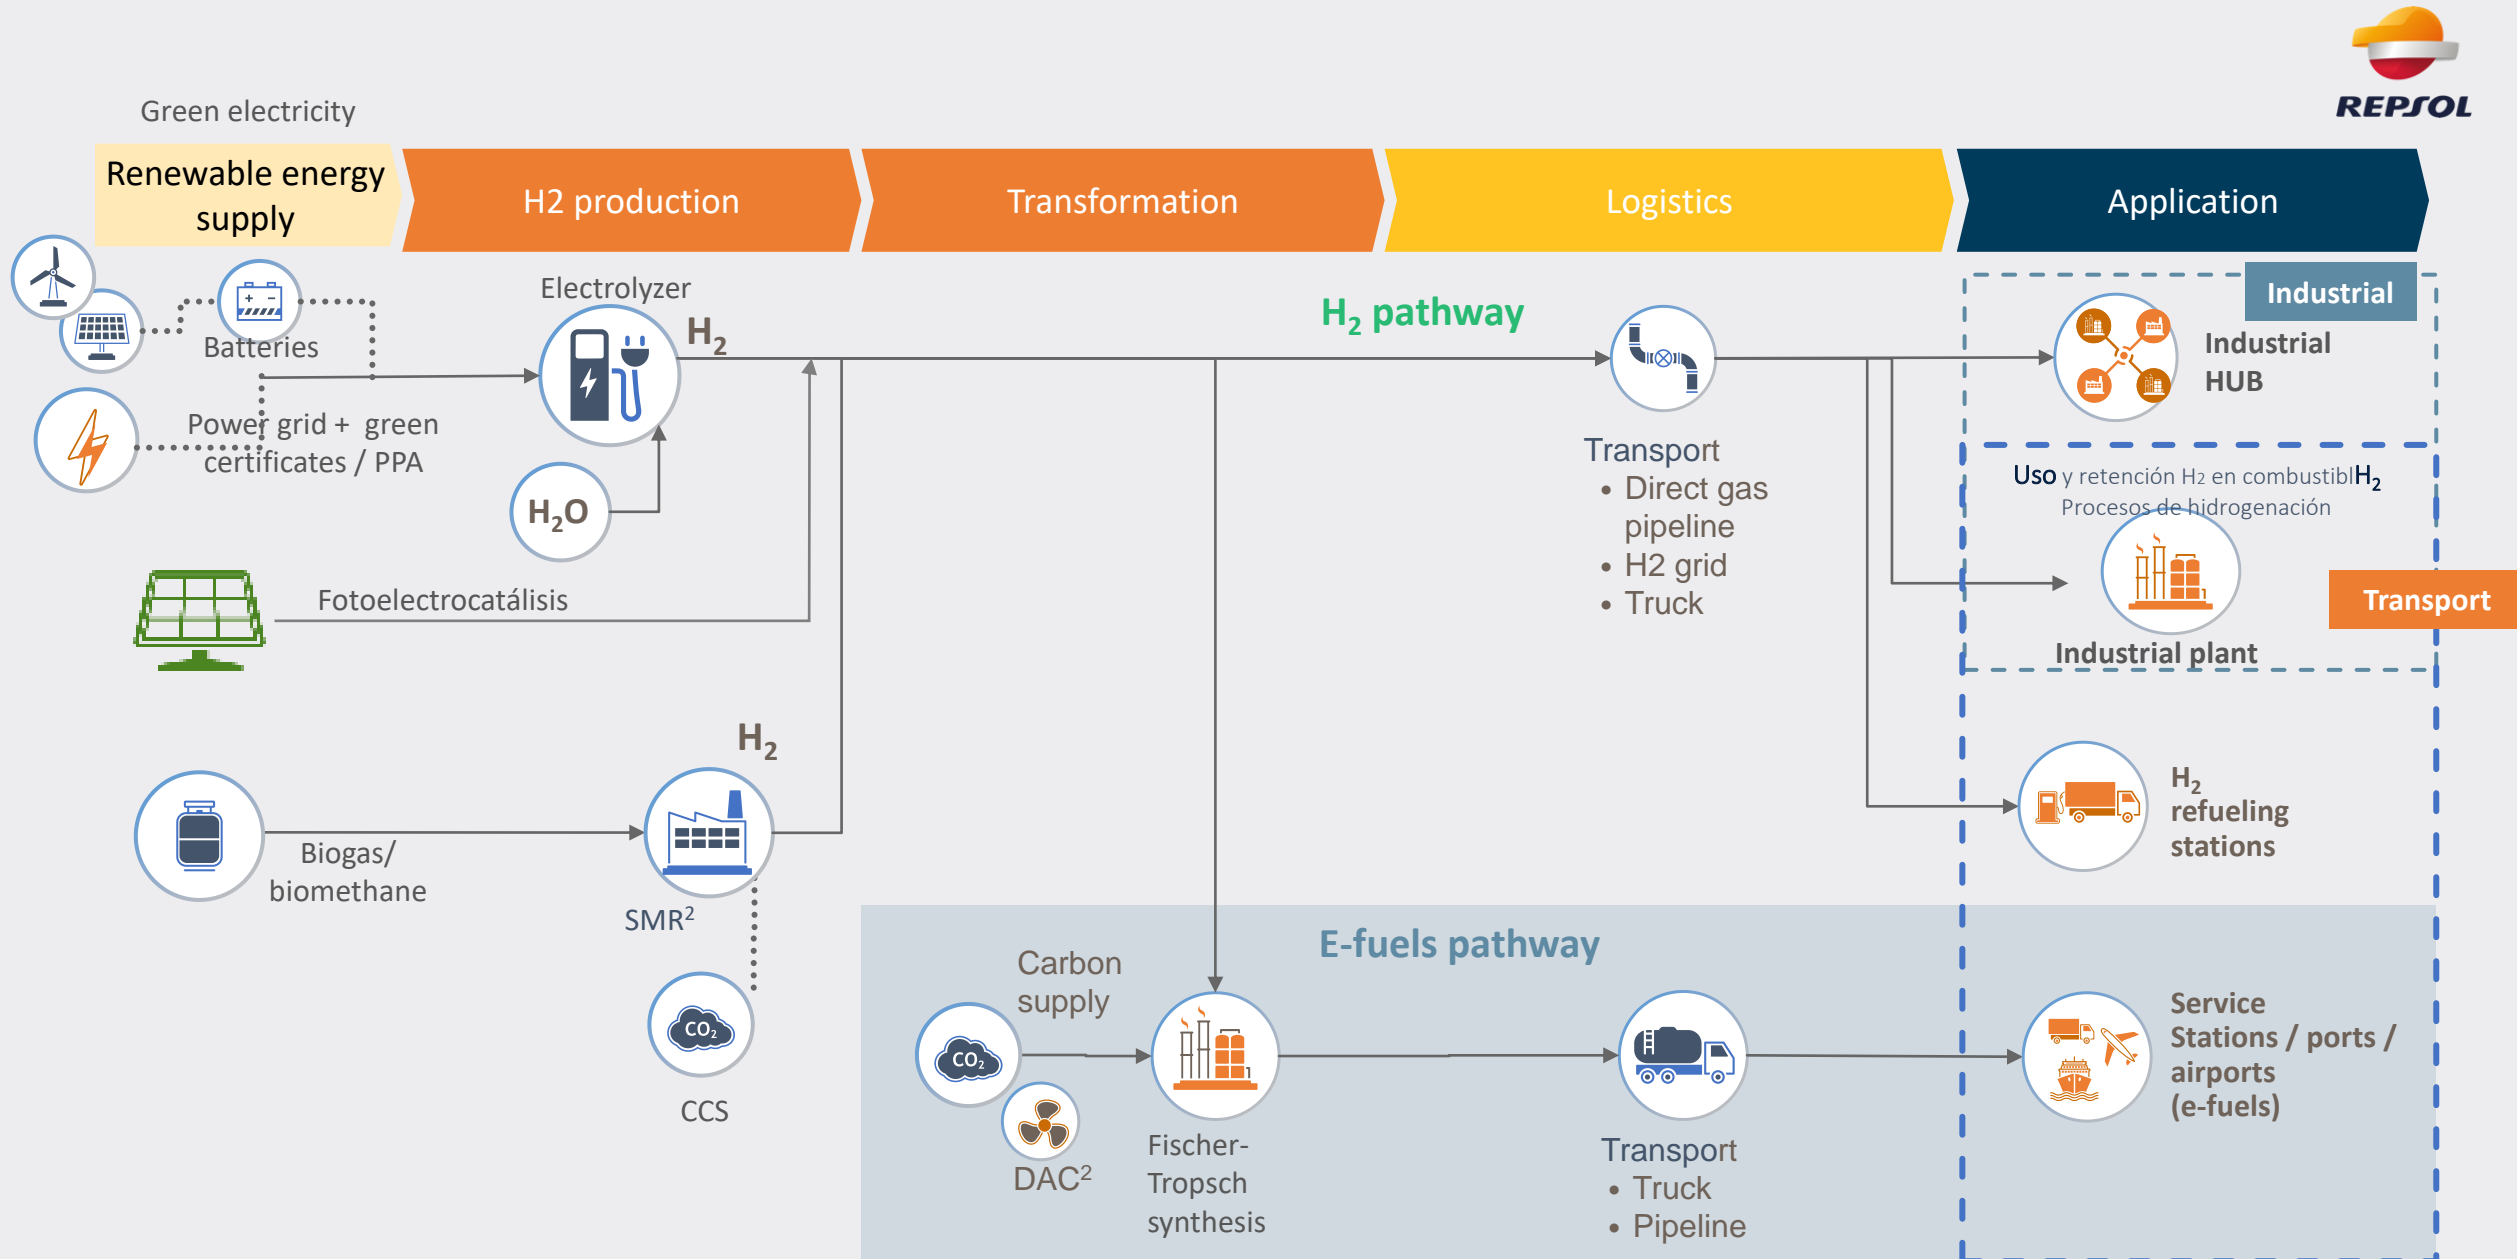 REPSOL
Green electricity
Renewable energy
supply
H2 production
Transformation
Logistics
Application
Batteries
Power grid + green
certificates / PPA
Electrolyzer
H₂
H₂O
Fotoelectrocatálisis
H₂ pathway
Transport
• Direct gas
pipeline
• H2 grid
• Truck
Industrial
Industrial
HUB
Uso y retención H2 en combustiblH₂
Procesos de hidrogenación
Industrial plant
Transport
H₂
refueling
stations
Biogas/
biomethane
H₂
SMR²
CO₂
CCS
E-fuels pathway
Carbon
supply
CO₂
DAC²
Fischer-
Tropsch
synthesis
Transport
• Truck
• Pipeline
Service
Stations / ports /
airports
(e-fuels)